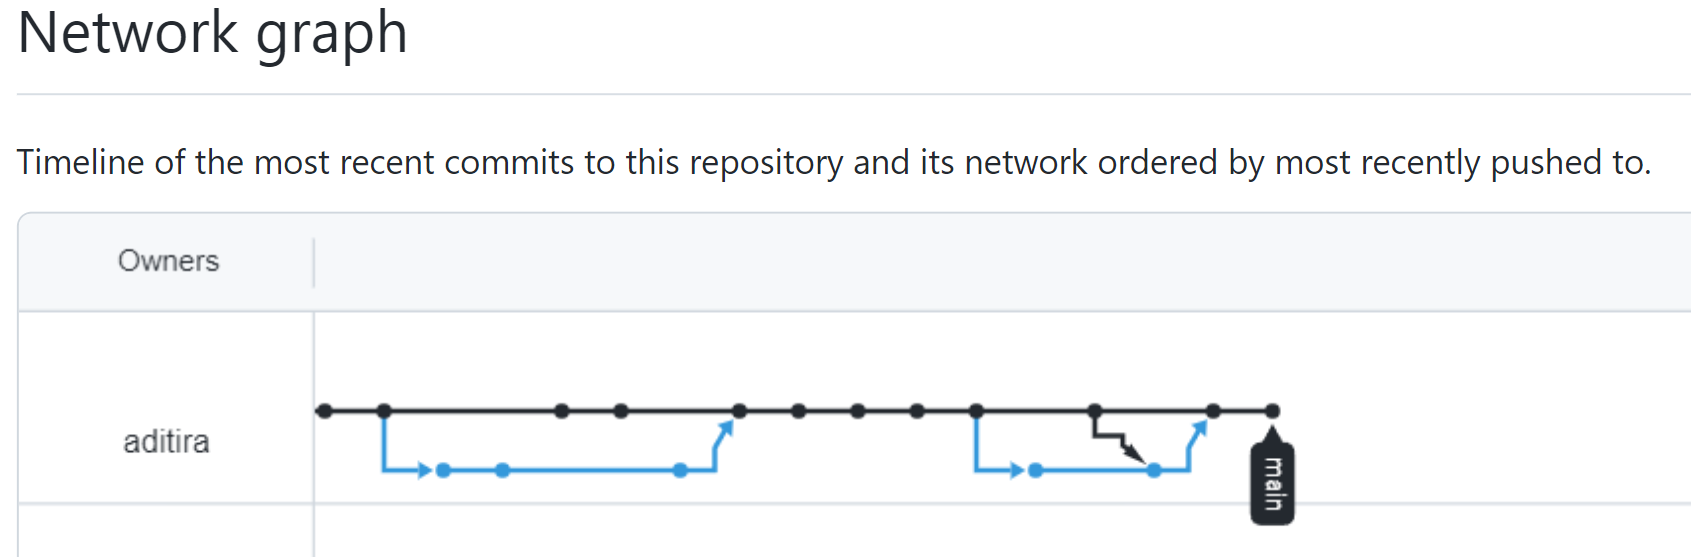 Network graph
Timeline of the most recent commits to this repository and its network ordered by most recently pushed to.
Owners
aditira
main